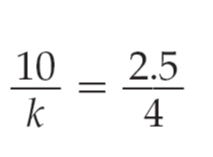 10/k = 2.5/4